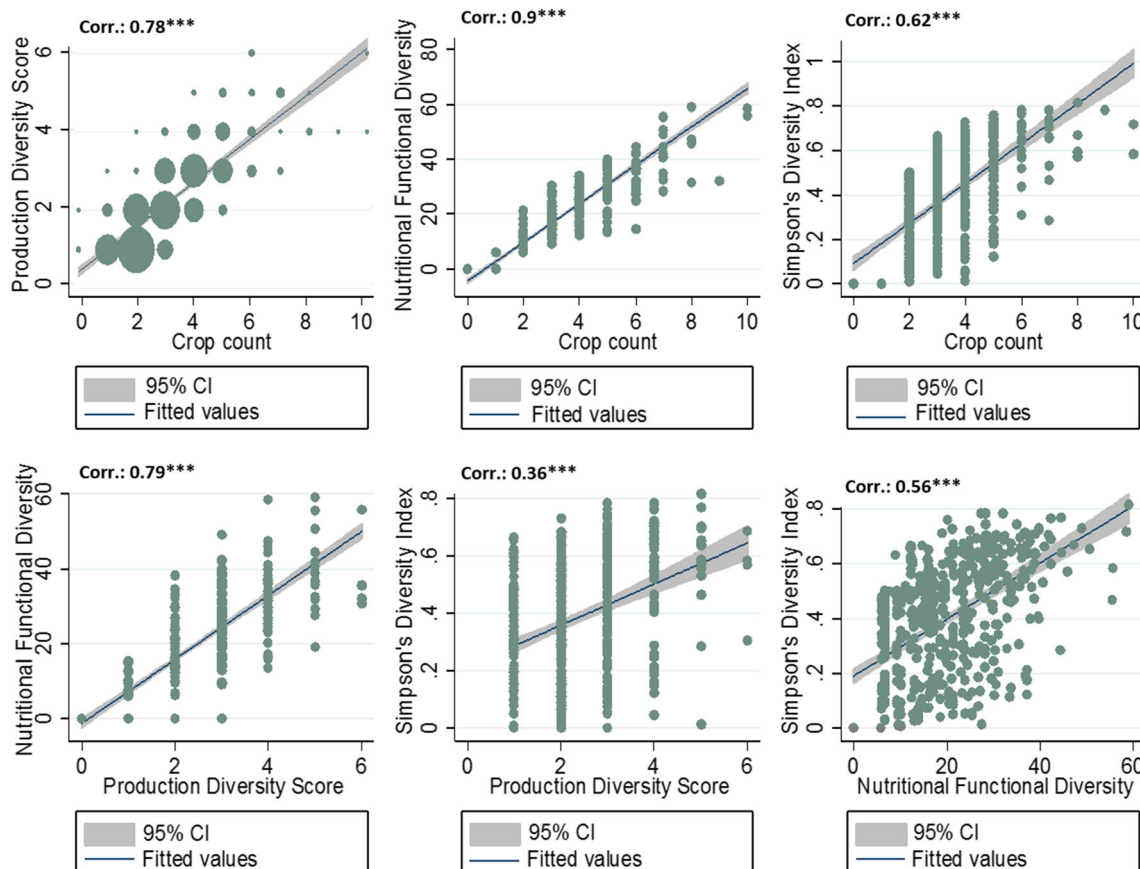 Corr.: 0.78***
Production Diversity Score
6
4
2
0
0 2 4 6 8 10
Crop count
95% CI
Fitted values
Corr.: 0.9***
Nutritional Functional Diversity
80
60
40
20
0
0 2 4 6 8 10
Crop count
95% CI
Fitted values
Corr.: 0.62***
Simpson's Diversity Index
1
.8
.6
.4
.2
0
0 2 4 6 8 10
Crop count
95% CI
Fitted values
Corr.: 0.79***
Nutritional Functional Diversity
60
40
20
0
0 2 4 6
Production Diversity Score
95% CI
Fitted values
Corr.: 0.36***
Simpson's Diversity Index
.8
.6
.4
.2
0
0 2 4 6
Production Diversity Score
95% CI
Fitted values
Corr.: 0.56***
Simpson's Diversity Index
.8
.6
.4
.2
0
0 20 40 60
Nutritional Functional Diversity
95% CI
Fitted values